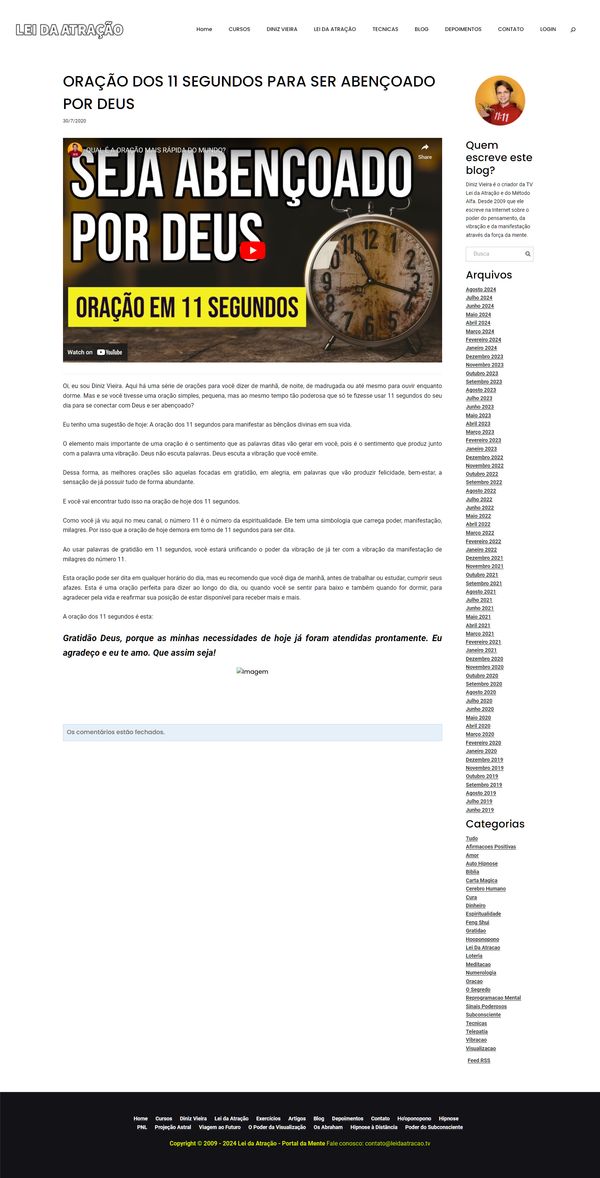 LEI DA ATRAÇÃO
Home CURSOS DINIZ VIEIRA LEI DA ATRAÇÃO TECNICAS BLOG DEPOIMENTOS CONTATO LOGIN
ORAÇÃO DOS 11 SEGUNDOS PARA SER ABENÇOADO
POR DEUS
30/7/2020
QUAL É A ORAÇÃO MAIS RÁPIDA DO MUNDO?
Share
SEJA ABENÇOADO
POR DEUS
ORAÇÃO EM 11 SEGUNDOS
Watch on YouTube
Oi, eu sou Diniz Vieira. Aqui há uma série de orações para você dizer de manhã, de noite, de madrugada ou até mesmo para ouvir enquanto
dorme. Mas e se você tivesse uma oração simples, pequena, mas ao mesmo tempo tão poderosa que só te fizesse usar 11 segundos do seu
dia para se conectar com Deus e ser abençoado?
Eu tenho uma sugestão de hoje: A oração dos 11 segundos para manifestar as bênçãos divinas em sua vida.
O elemento mais importante de uma oração é o sentimento que as palavras ditas vão gerar em você, pois é o sentimento que produz junto
com a palavra uma vibração. Deus não escuta palavras. Deus escuta a vibração que você emite.
Dessa forma, as melhores orações são aquelas focadas em gratidão, em alegria, em palavras que vão produzir felicidade, bem-estar, a
sensação de já possuir tudo de forma abundante.
E você vai encontrar tudo isso na oração de hoje dos 11 segundos.
Como você já viu aqui no meu canal, o número 11 é o número da espiritualidade. Ele tem uma simbologia que carrega poder, manifestação,
milagres. Por isso que a oração de hoje demora em torno de 11 segundos para ser dita.
Ao usar palavras de gratidão em 11 segundos, você estará unificando o poder da vibração de já ter com a vibração da manifestação de
milagres do número 11.
Esta oração pode ser dita em qualquer horário do dia, mas eu recomendo que você diga de manhã, antes de trabalhar ou estudar, cumprir seus
afazes. Esta é uma oração perfeita para dizer ao longo do dia, ou quando você se sentir para baixo e também quando for dormir, para
agradecer pela vida e reafirmar sua posição de estar disponível para receber mais e mais.
A oração dos 11 segundos é esta:
Gratidão Deus, porque as minhas necessidades de hoje já foram atendidas prontamente. Eu
agradeço e eu te amo. Que assim seja!
Imagem
Os comentários estão fechados.
11:11
Quem
escreve este
blog?
Diniz Vieira é o criador da TV
Lei da Atração e do Método
Alfa. Desde 2009 que ele
escreve na Internet sobre o
poder do pensamento, da
vibração e da manifestação
através da força da mente.
Busca
Arquivos
Agosto 2024
Julho 2024
Junho 2024
Maio 2024
Abril 2024
Março 2024
Fevereiro 2024
Janeiro 2024
Dezembro 2023
Novembro 2023
Outubro 2023
Setembro 2023
Agosto 2023
Julho 2023
Junho 2023
Maio 2023
Abril 2023
Março 2023
Fevereiro 2023
Janeiro 2023
Dezembro 2022
Novembro 2022
Outubro 2022
Setembro 2022
Agosto 2022
Julho 2022
Junho 2022
Maio 2022
Abril 2022
Março 2022
Fevereiro 2022
Janeiro 2022
Dezembro 2021
Novembro 2021
Outubro 2021
Setembro 2021
Agosto 2021
Julho 2021
Junho 2021
Maio 2021
Abril 2021
Março 2021
Fevereiro 2021
Janeiro 2021
Dezembro 2020
Novembro 2020
Outubro 2020
Setembro 2020
Agosto 2020
Julho 2020
Junho 2020
Maio 2020
Abril 2020
Março 2020
Fevereiro 2020
Janeiro 2020
Dezembro 2019
Novembro 2019
Outubro 2019
Setembro 2019
Agosto 2019
Julho 2019
Junho 2019
Categorias
Tudo
Afirmacoes Positivas
Amor
Auto Hipnose
Biblia
Carta Magica
Cerebro Humano
Cura
Dinheiro
Espiritualidade
Feng Shui
Gratidao
Hooponopono
Lei Da Atracao
Loteria
Meditacao
Numerologia
Oracao
O Segredo
Reprogramacao Mental
Sinais Poderosos
Subconsciente
Tecnicas
Telepatia
Vibracao
Visualizacao
Feed RSS
Home Cursos Diniz Vieira Lei da Atração Exercícios Artigos Blog Depoimentos Contato Ho'oponopono Hipnose
PNL Projeção Astral Viagem ao Futuro O Poder da Visualização Os Abraham Hipnose à Distância Poder do Subconsciente
Copyright © 2009 - 2024 Lei da Atração - Portal da Mente Fale conosco: contato@leidaatracao.tv